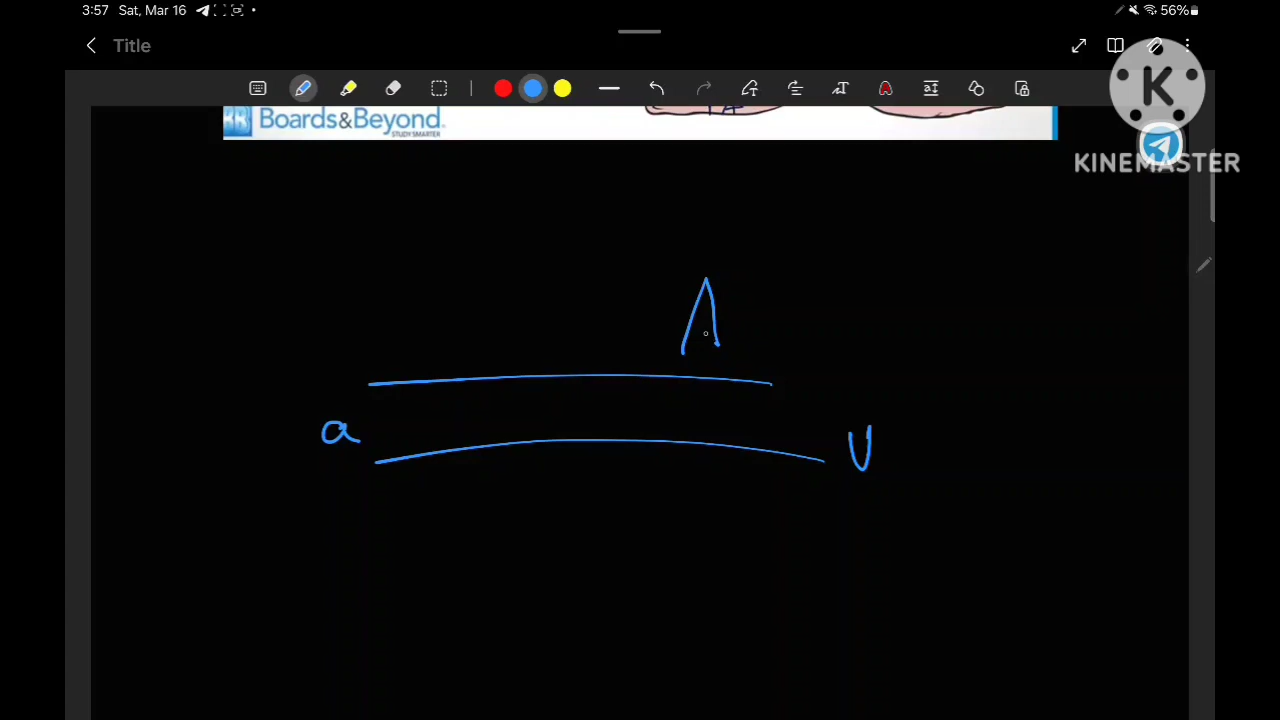 3:57 Sat, Mar 16 56%
Title
K
KINEMASTER
Boards&Beyond
STUDY SMARTER
a
v